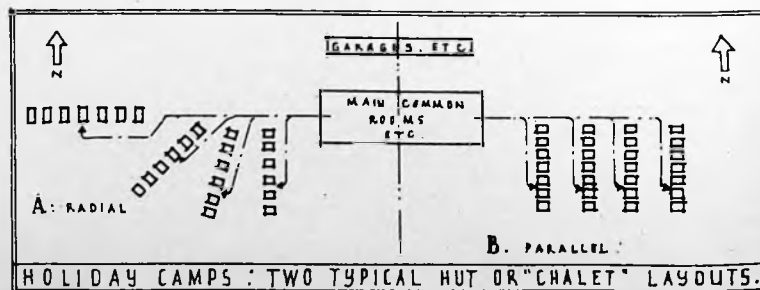 GARAGES. ETC
N
N
MAIN COMMON
ROOMS
ETC.
A: RADIAL
B. PARALLEL:
HOLIDAY CAMPS: TWO TYPICAL HUT OR "CHALET" LAYOUTS.